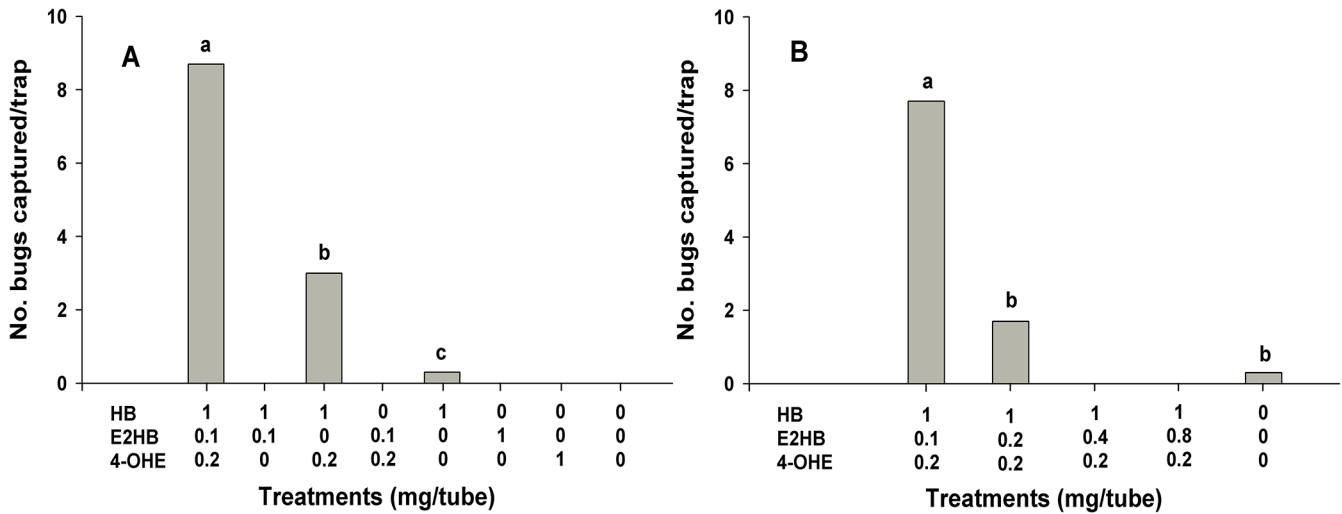 No. bugs captured/trap
10
8
6
4
2
0
A
a
b
c
HB 1 1 1 0 1 0 0 0
E2HB 0.1 0.1 0 0.1 0 1 0 0
4-OHE 0.2 0 0.2 0.2 0 0 1 0
Treatments (mg/tube)
No. bugs captured/trap
10
8
6
4
2
0
B
a
b
b
HB 1 1 1 1 0
E2HB 0.1 0.2 0.4 0.8 0
4-OHE 0.2 0.2 0.2 0.2 0
Treatments (mg/tube)